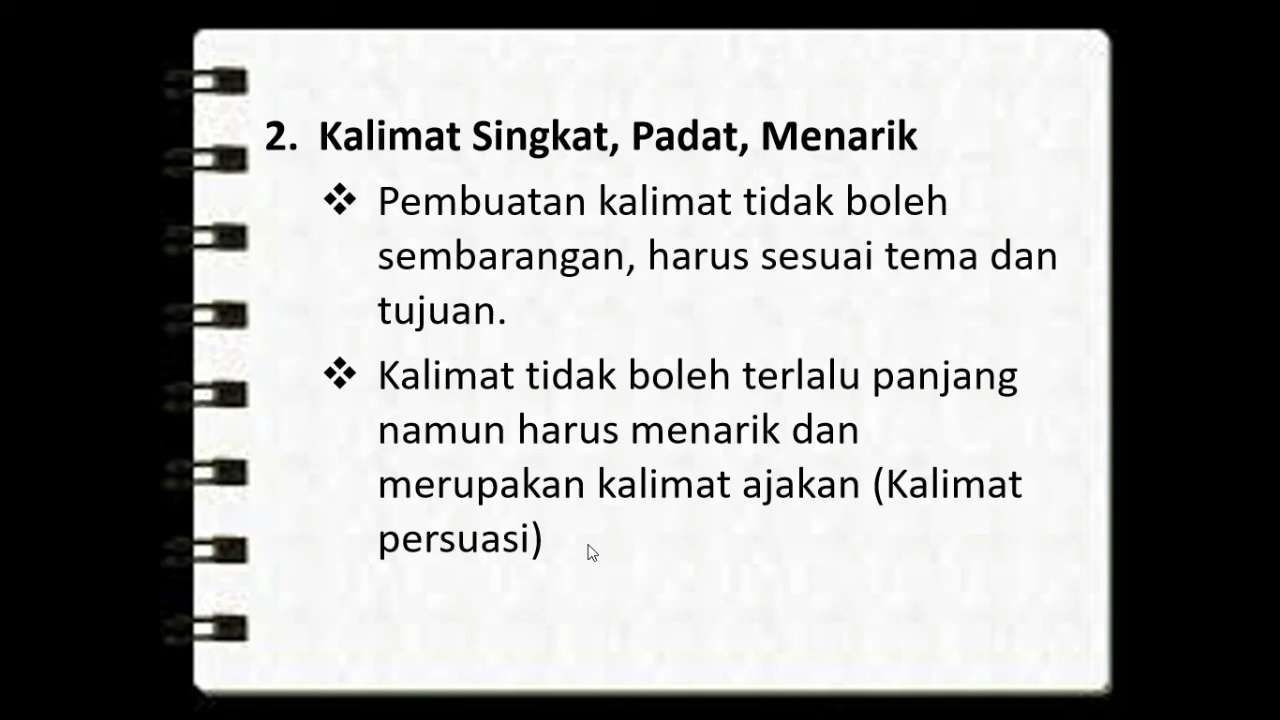 2. Kalimat Singkat, Padat, Menarik
❖ Pembuatan kalimat tidak boleh
sembarangan, harus sesuai tema dan
tujuan.
❖ Kalimat tidak boleh terlalu panjang
namun harus menarik dan
merupakan kalimat ajakan (Kalimat
persuasi)